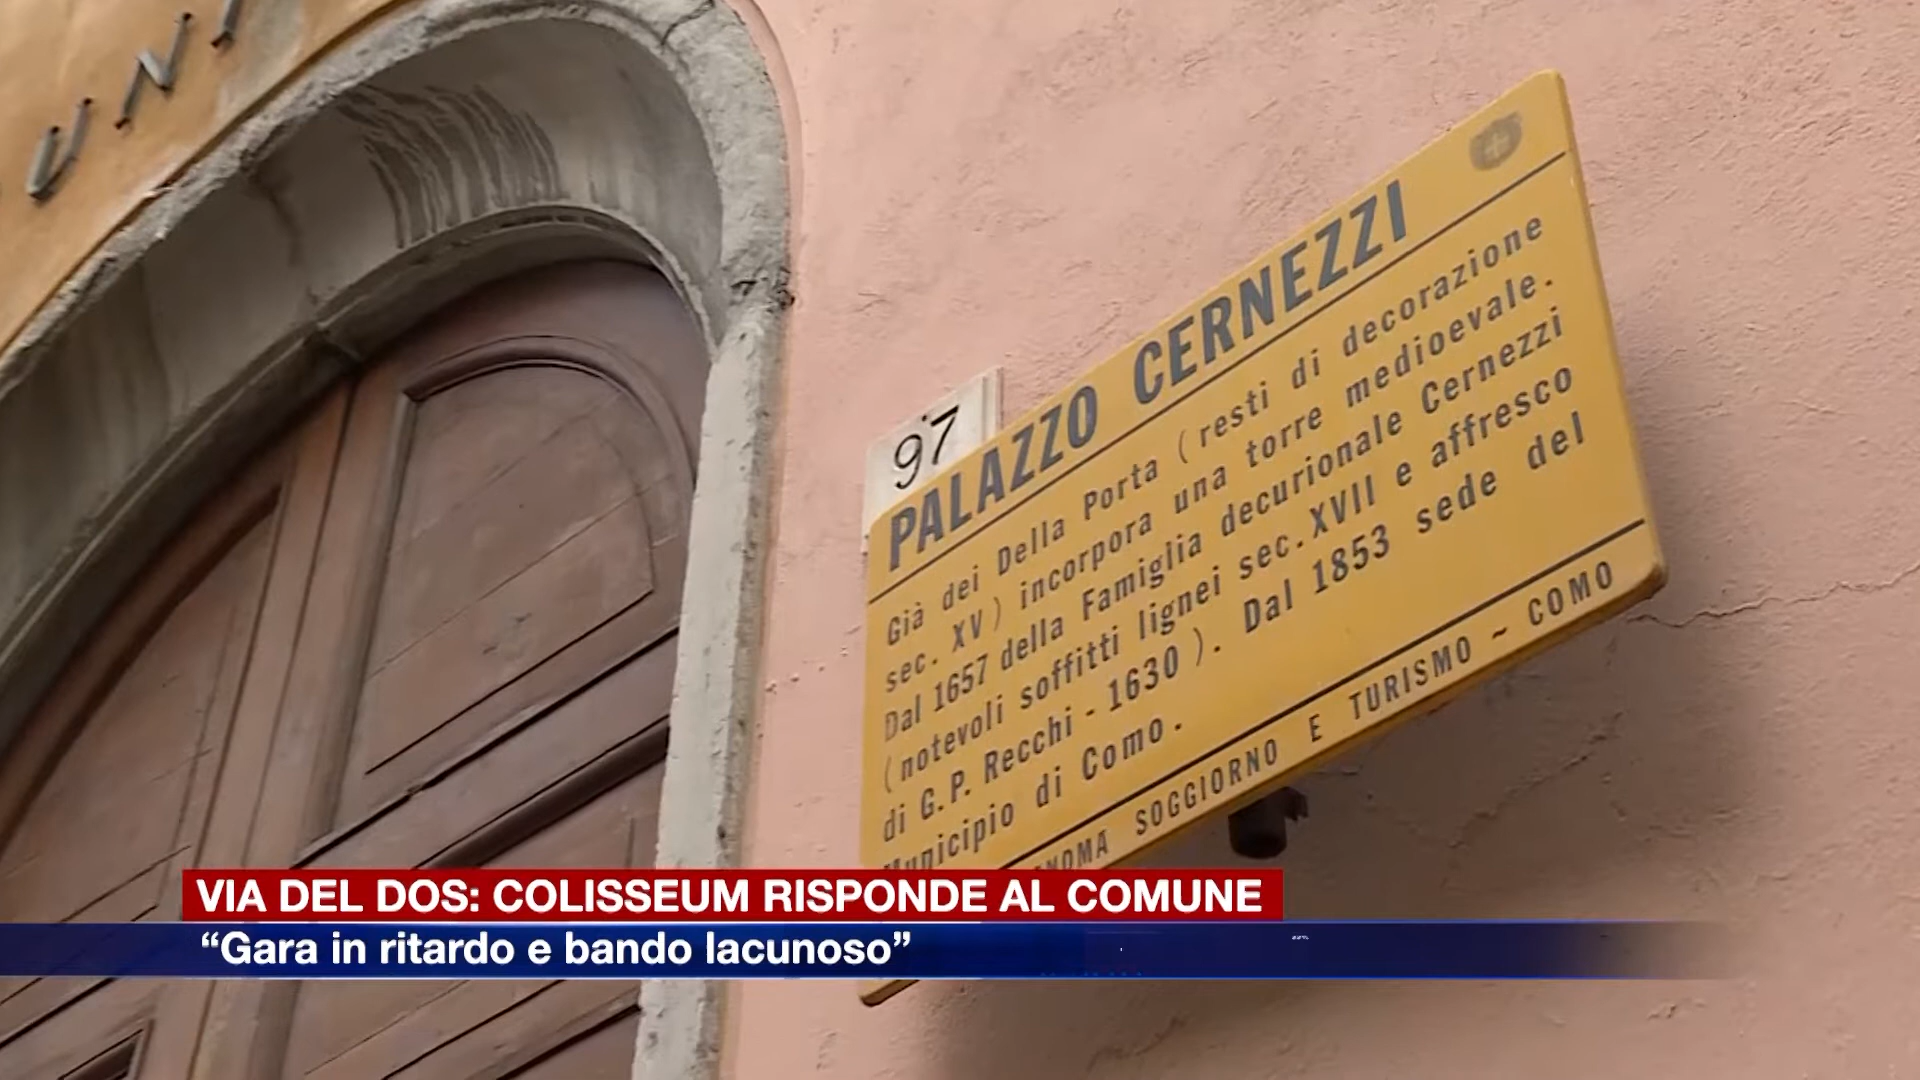 UNI
97
PALAZZO CERNEZZI
Già dei Della Porta (resti di decorazione
sec. XV) incorpora una torre medioevale.
Dal 1657 della Famiglia decurionale Cernezzi
(notevoli soffitti lignei sec. XVII e affresco
di G. P. Recchi - 1630). Dal 1853 sede del
Municipio di Como.
SOGGIORNO E TURISMO ~ COMO
VIA DEL DOS: COLISSEUM RISPONDE AL COMUNE
“Gara in ritardo e bando lacunoso”